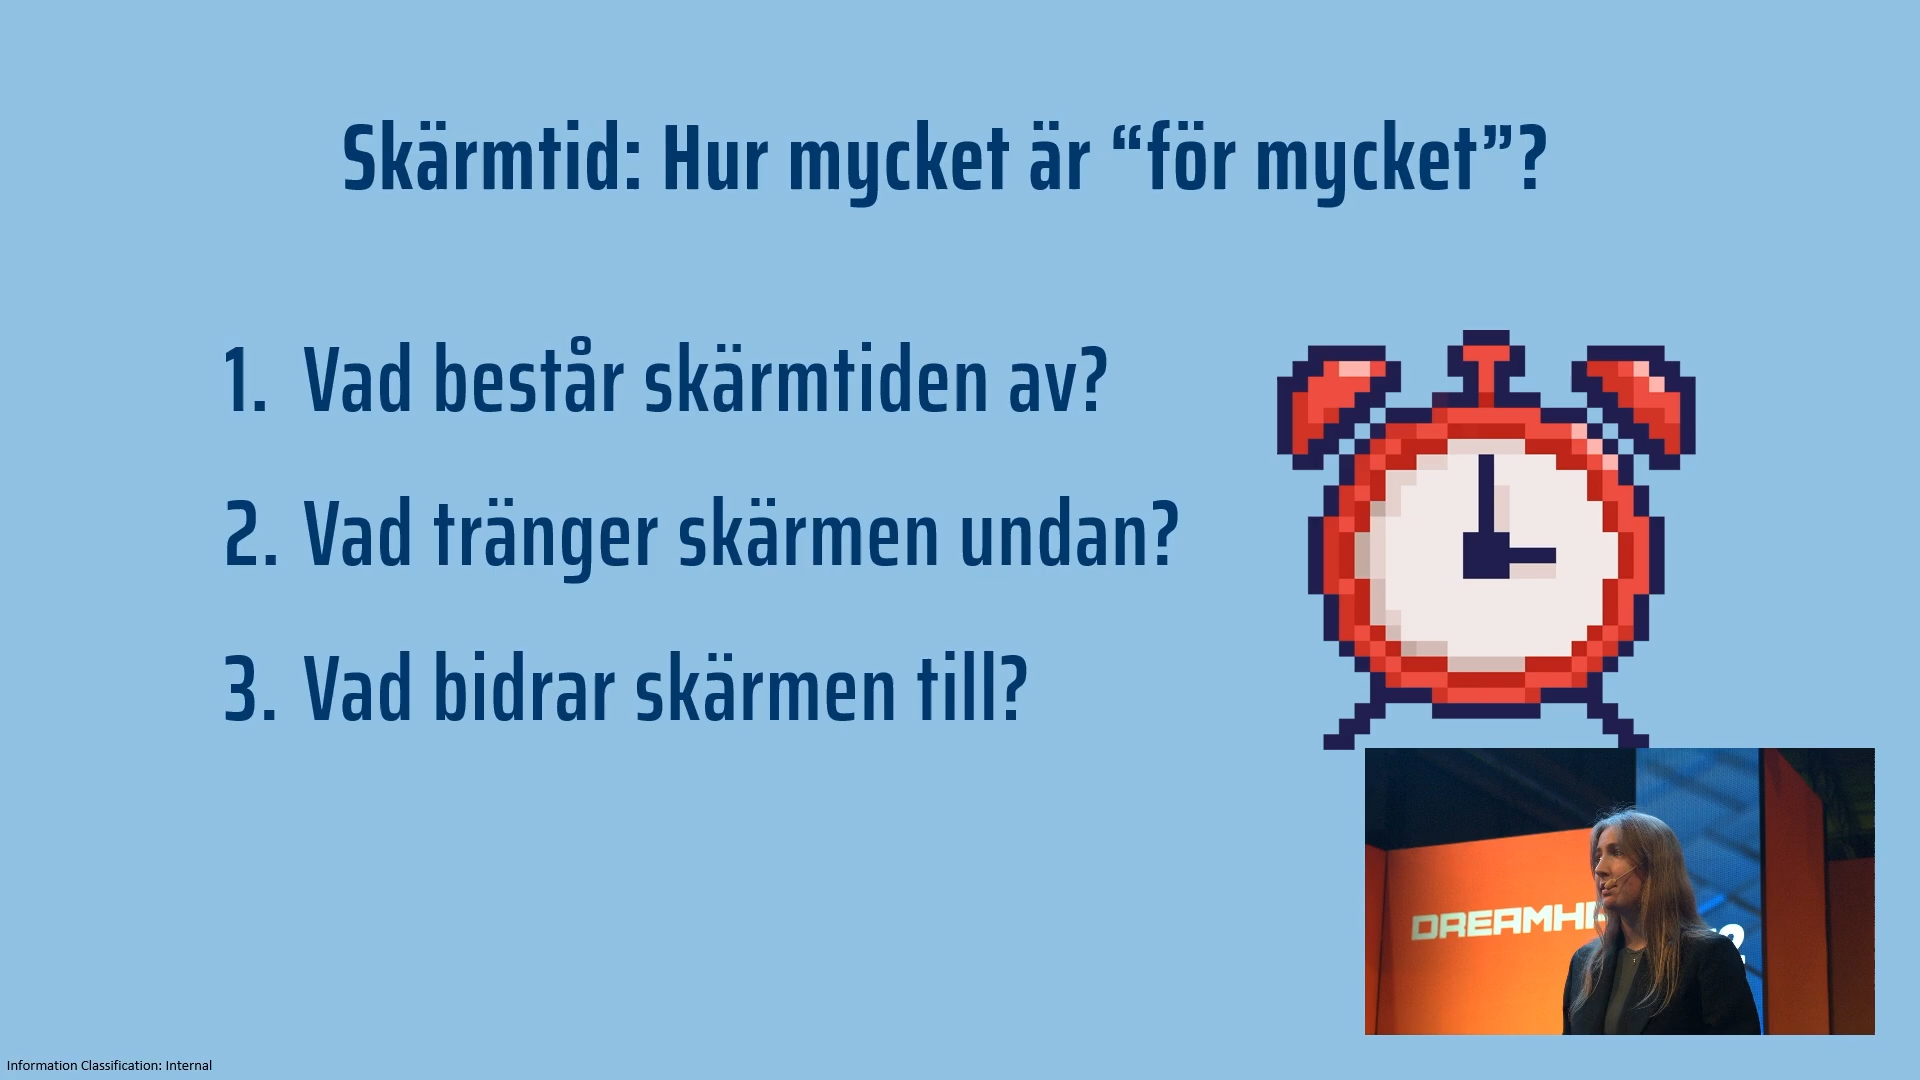 Skärmtid: Hur mycket är “för mycket”?
1. Vad består skärmtiden av?
2. Vad tränger skärmen undan?
3. Vad bidrar skärmen till?
Information Classification: Internal